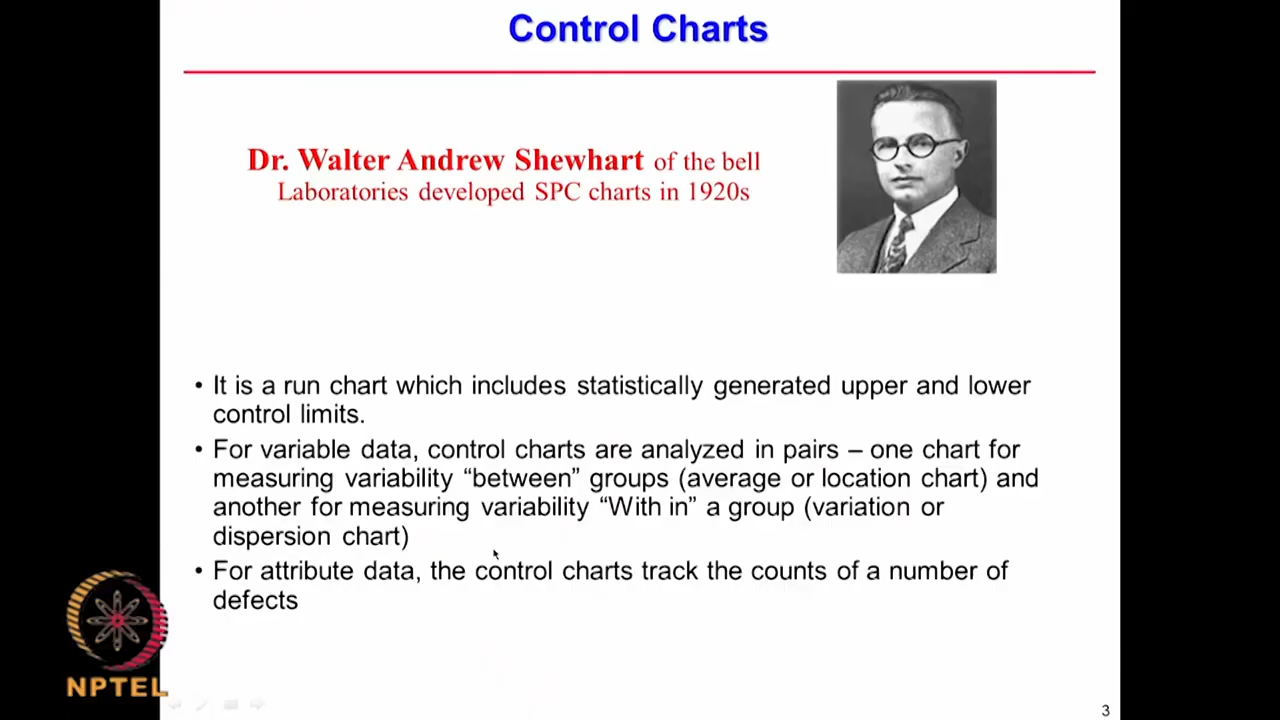 Control Charts
Dr. Walter Andrew Shewhart of the bell
Laboratories developed SPC charts in 1920s
• It is a run chart which includes statistically generated upper and lower
control limits.
• For variable data, control charts are analyzed in pairs – one chart for
measuring variability “between” groups (average or location chart) and
another for measuring variability “With in” a group (variation or
dispersion chart)
• For attribute data, the control charts track the counts of a number of
defects
NPTEL
3